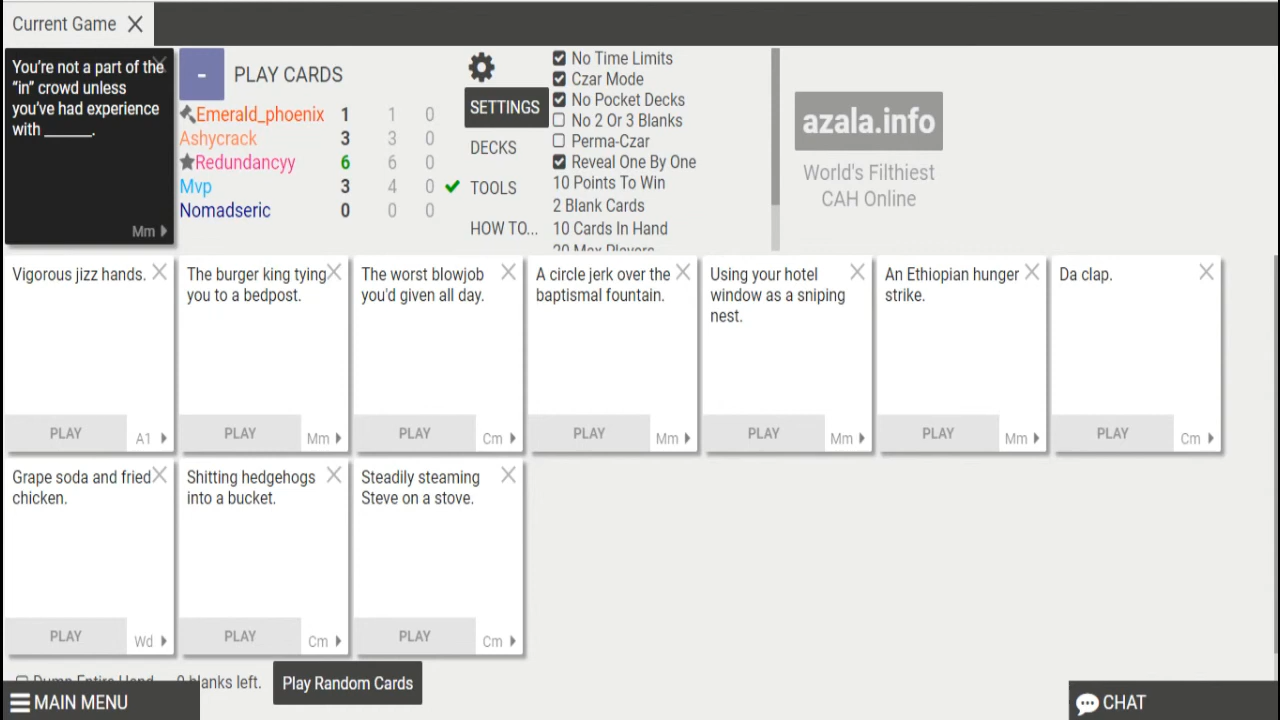 Current Game
You're not a part of the
“in” crowd unless
you've had experience
with ______.
Mm
-
PLAY CARDS
Emerald_phoenix 1 1 0
Ashycrack 3 3 0
Redundancyy 6 6 0
Mvp 3 4 0
Nomadseric 0 0 0
SETTINGS
DECKS
TOOLS
HOW TO...
No Time Limits
Czar Mode
No Pocket Decks
No 2 Or 3 Blanks
Perma-Czar
Reveal One By One
10 Points To Win
2 Blank Cards
10 Cards In Hand
20 Max Players
azala.info
World's Filthiest
CAH Online
Vigorous jizz hands.
PLAY
A1
The burger king tying
you to a bedpost.
PLAY
Mm
The worst blowjob
you'd given all day.
PLAY
Cm
A circle jerk over the
baptismal fountain.
PLAY
Mm
Using your hotel
window as a sniping
nest.
PLAY
Mm
An Ethiopian hunger
strike.
PLAY
Mm
Da clap.
PLAY
Cm
Grape soda and fried
chicken.
PLAY
Wd
Shitting hedgehogs
into a bucket.
PLAY
Cm
Steadily steaming
Steve on a stove.
PLAY
Cm
Dump Entire Hand
0 blanks left.
Play Random Cards
MAIN MENU
CHAT